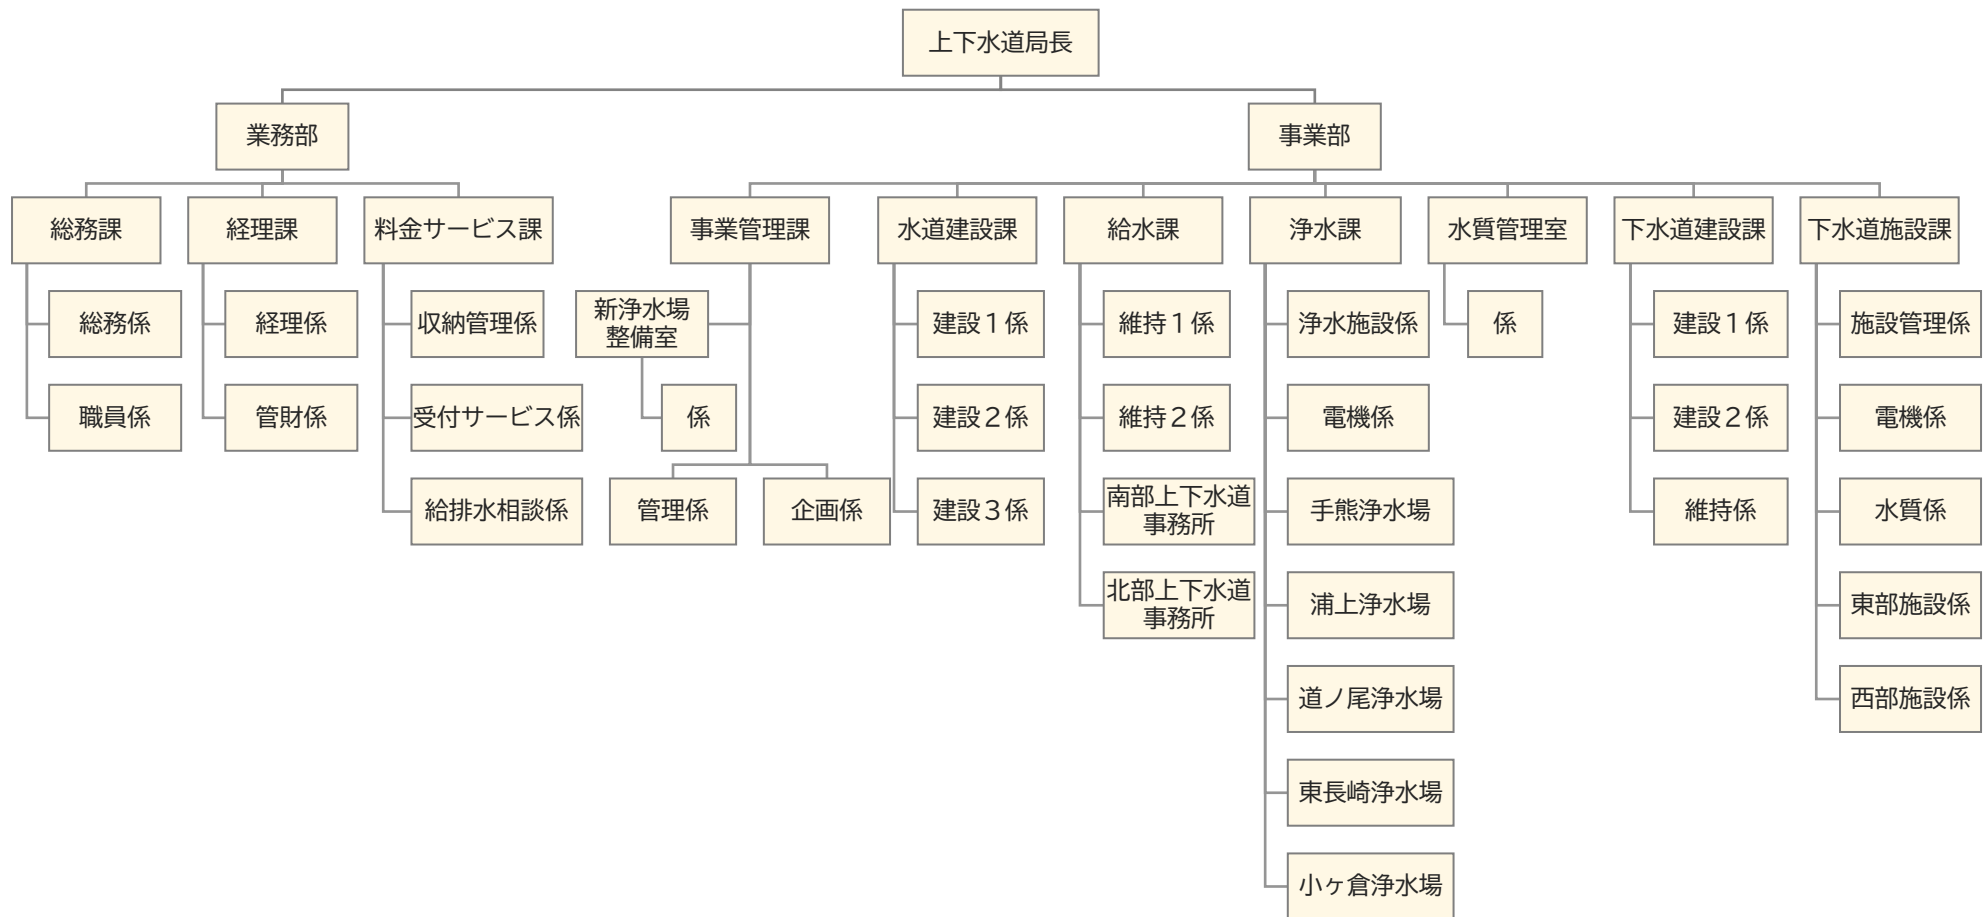 上下水道局長
業務部
事業部
総務課
経理課
料金サービス課
事業管理課
水道建設課
給水課
浄水課
水質管理室
下水道建設課
下水道施設課
総務係
職員係
経理係
管財係
収納管理係
受付サービス係
給排水相談係
新浄水場
整備室
係
管理係
企画係
建設１係
建設２係
建設３係
維持１係
維持２係
南部上下水道
事務所
北部上下水道
事務所
浄水施設係
電機係
手熊浄水場
浦上浄水場
道ノ尾浄水場
東長崎浄水場
小ヶ倉浄水場
係
建設１係
建設２係
維持係
施設管理係
電機係
水質係
東部施設係
西部施設係